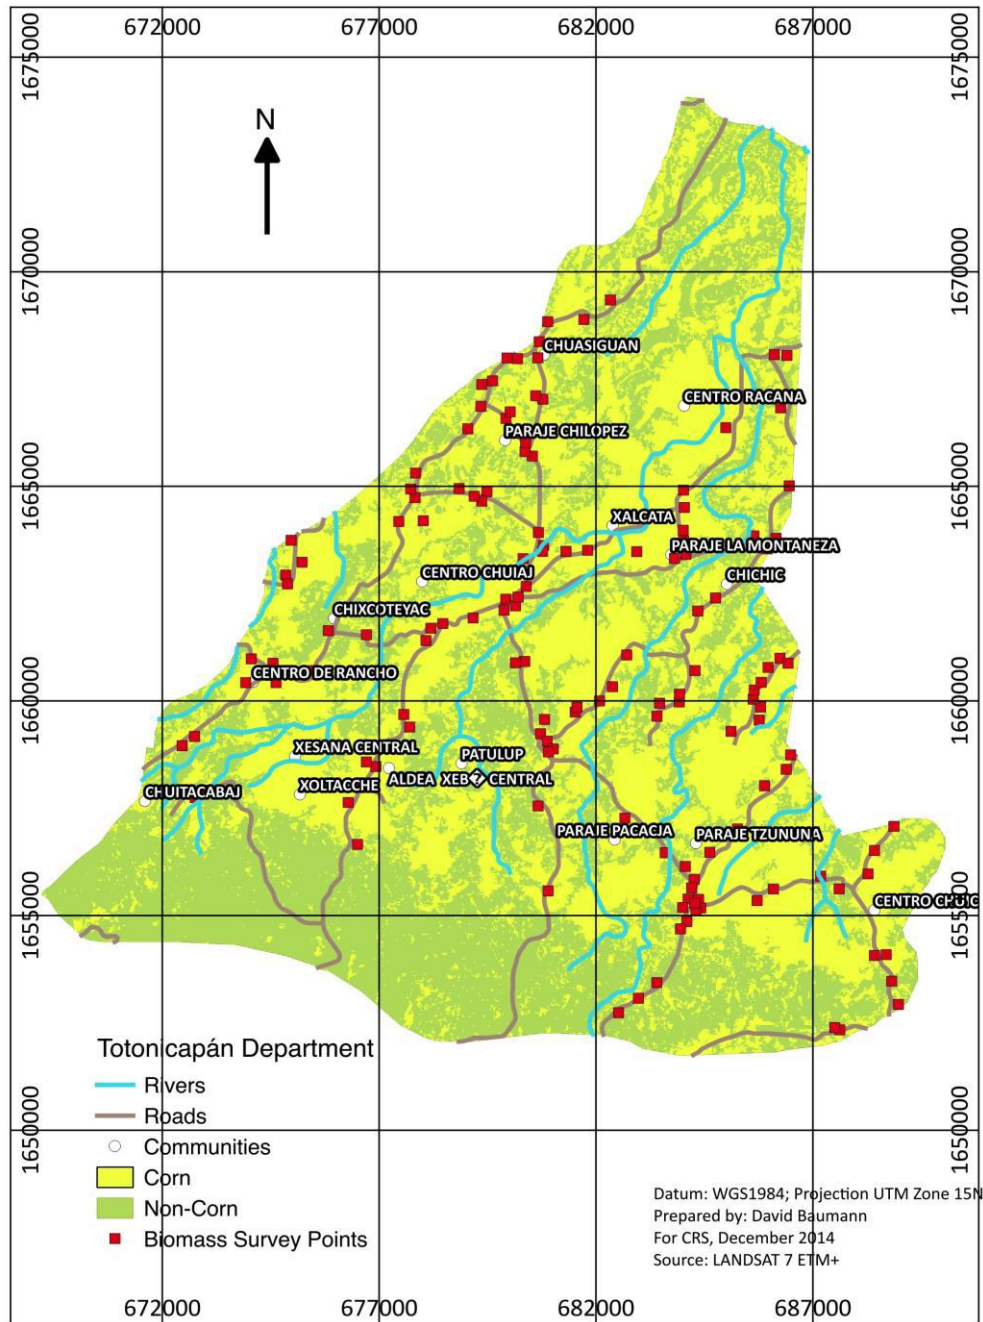 672000 677000 682000 687000
1675000 1675000
N
1670000 1670000
CHUASIGUAN
CENTRO RACANA
PARAJE CHILOPEZ
1665000 1665000
XALCATA
PARAJE LA MONTANEZA
CENTRO CHUIAJ
CHICHIC
CHIXCOTEYAC
CENTRO DE RANCHO
1660000 1660000
XESANA CENTRAL
PATULUP
ALDEA XEB� CENTRAL
XOLTACCHE
CHUITACABAJ
PARAJE PACACJA
PARAJE TZUNUNA
CENTRO CHUIC
1655000 1655000
Totonicapán Department
Rivers
Roads
1650000 1650000
Communities
Corn
Non-Corn
Biomass Survey Points
Datum: WGS1984; Projection UTM Zone 15N
Prepared by: David Baumann
For CRS, December 2014
Source: LANDSAT 7 ETM+
672000 677000 682000 687000